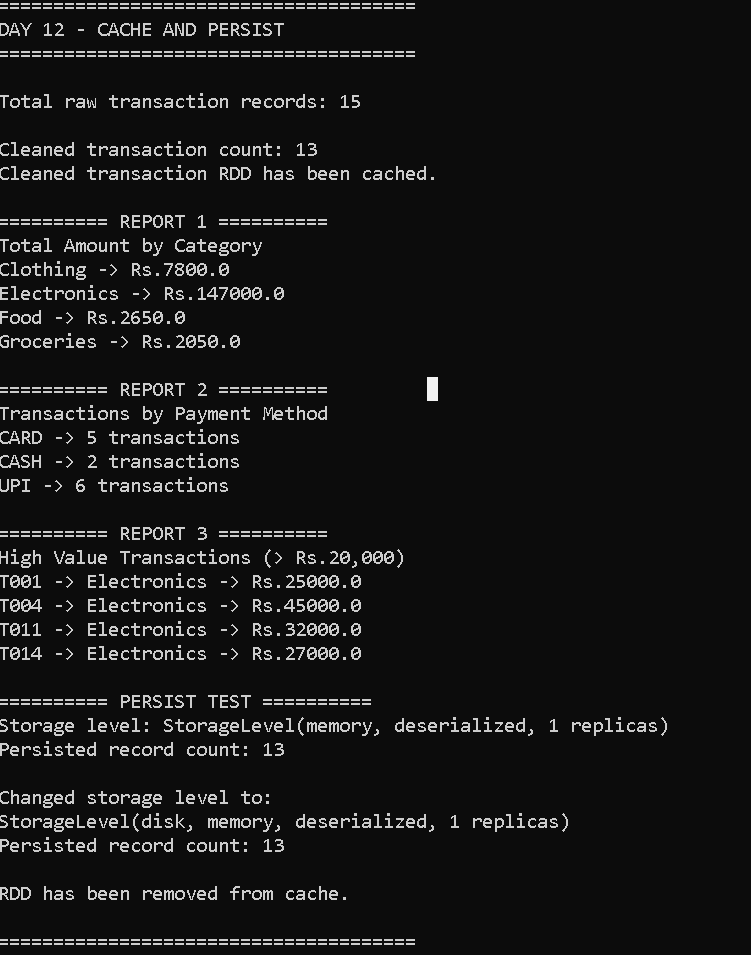 ======================================
DAY 12 - CACHE AND PERSIST
======================================
Total raw transaction records: 15
Cleaned transaction count: 13
Cleaned transaction RDD has been cached.
========== REPORT 1 ==========
Total Amount by Category
Clothing -> Rs.7800.0
Electronics -> Rs.147000.0
Food -> Rs.2650.0
Groceries -> Rs.2050.0
========== REPORT 2 ==========
Transactions by Payment Method
CARD -> 5 transactions
CASH -> 2 transactions
UPI -> 6 transactions
========== REPORT 3 ==========
High Value Transactions (> Rs.20,000)
T001 -> Electronics -> Rs.25000.0
T004 -> Electronics -> Rs.45000.0
T011 -> Electronics -> Rs.32000.0
T014 -> Electronics -> Rs.27000.0
========== PERSIST TEST ==========
Storage level: StorageLevel(memory, deserialized, 1 replicas)
Persisted record count: 13
Changed storage level to:
StorageLevel(disk, memory, deserialized, 1 replicas)
Persisted record count: 13
RDD has been removed from cache.
======================================